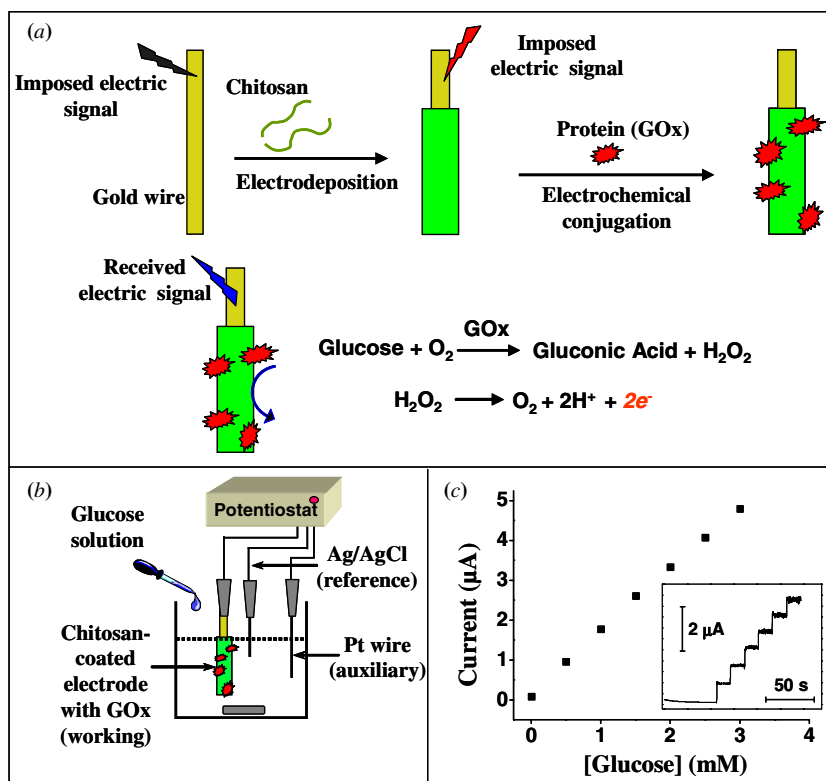 (a)
Imposed electric
signal
Gold wire
Chitosan
Electrodeposition
Imposed electric
signal
Protein (GOx)
Electrochemical
conjugation
Received
electric signal
GOx
Glucose + O₂ → Gluconic Acid + H₂O₂
H₂O₂ → O₂ + 2H⁺ + 2e⁻
(b)
Potentiostat
Glucose
solution
Ag/AgCl
(reference)
Chitosan-
coated
electrode
with GOx
(working)
Pt wire
(auxiliary)
(c)
Current (µA)
5
4
3
2
1
0
2 µA
50 s
0 1 2 3 4
[Glucose] (mM)